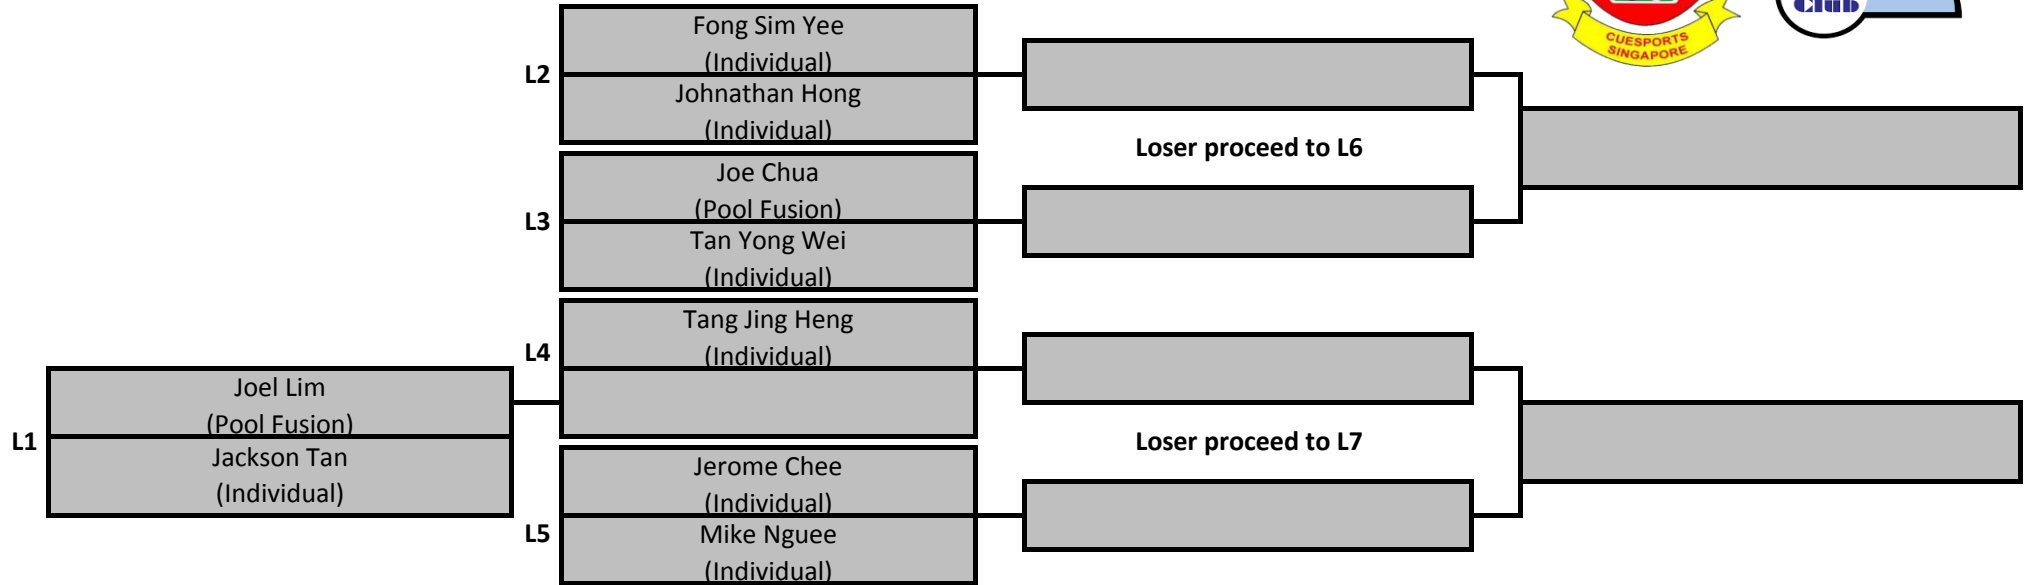 Club
CUESPORTS
SINGAPORE
L2
Fong Sim Yee
(Individual)
Johnathan Hong
(Individual)
Loser proceed to L6
L3
Joe Chua
(Pool Fusion)
Tan Yong Wei
(Individual)
L4
Tang Jing Heng
(Individual)
L1
Joel Lim
(Pool Fusion)
Jackson Tan
(Individual)
Loser proceed to L7
L5
Jerome Chee
(Individual)
Mike Nguee
(Individual)